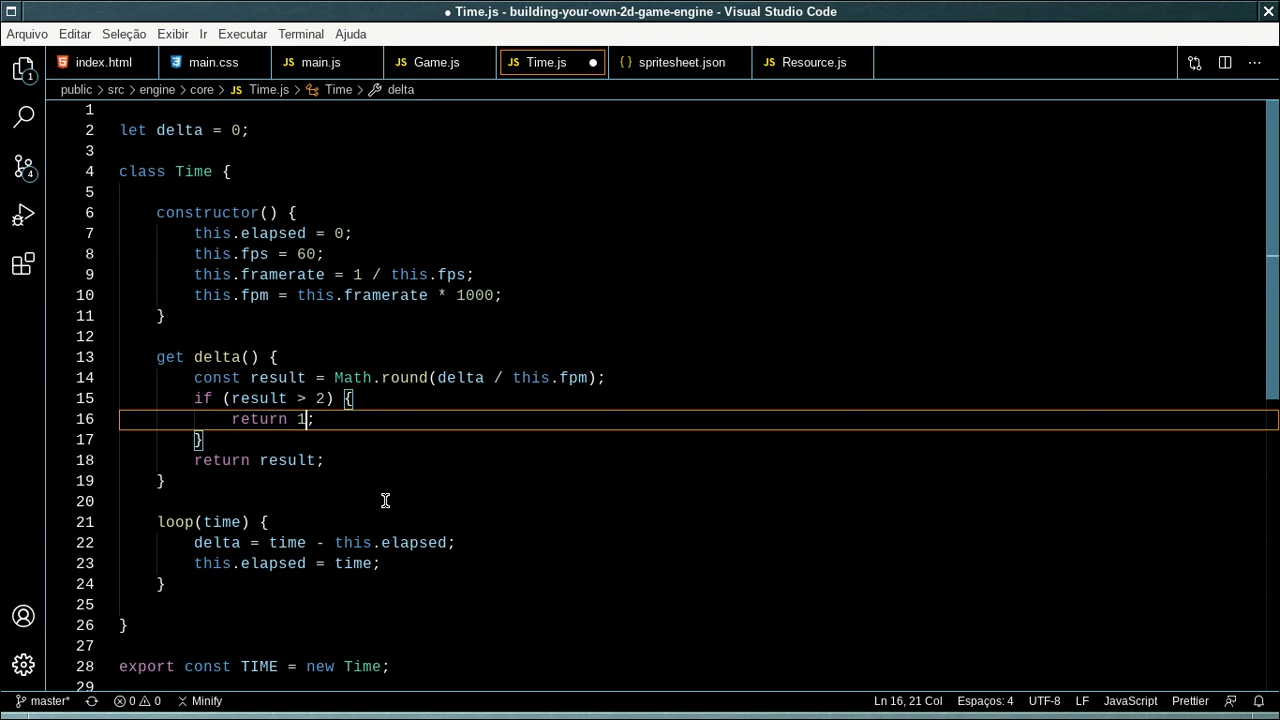 ● Time.js - building-your-own-2d-game-engine - Visual Studio Code
Arquivo Editar Seleção Exibir Ir Executar Terminal Ajuda
index.html main.css JS main.js JS Game.js JS Time.js ● {} spritesheet.json JS Resource.js ···
public > src > engine > core > JS Time.js > Time > delta
1
2 let delta = 0;
3
4 class Time {
5
6 constructor() {
7 this.elapsed = 0;
8 this.fps = 60;
9 this.framerate = 1 / this.fps;
10 this.fpm = this.framerate * 1000;
11 }
12
13 get delta() {
14 const result = Math.round(delta / this.fpm);
15 if (result > 2) {
16 return 1;
17 }
18 return result;
19 }
20
21 loop(time) {
22 delta = time - this.elapsed;
23 this.elapsed = time;
24 }
25
26 }
27
28 export const TIME = new Time;
29
1
4
master* 0 0 Minify Ln 16, 21 Col Espaços: 4 UTF-8 LF JavaScript Prettier